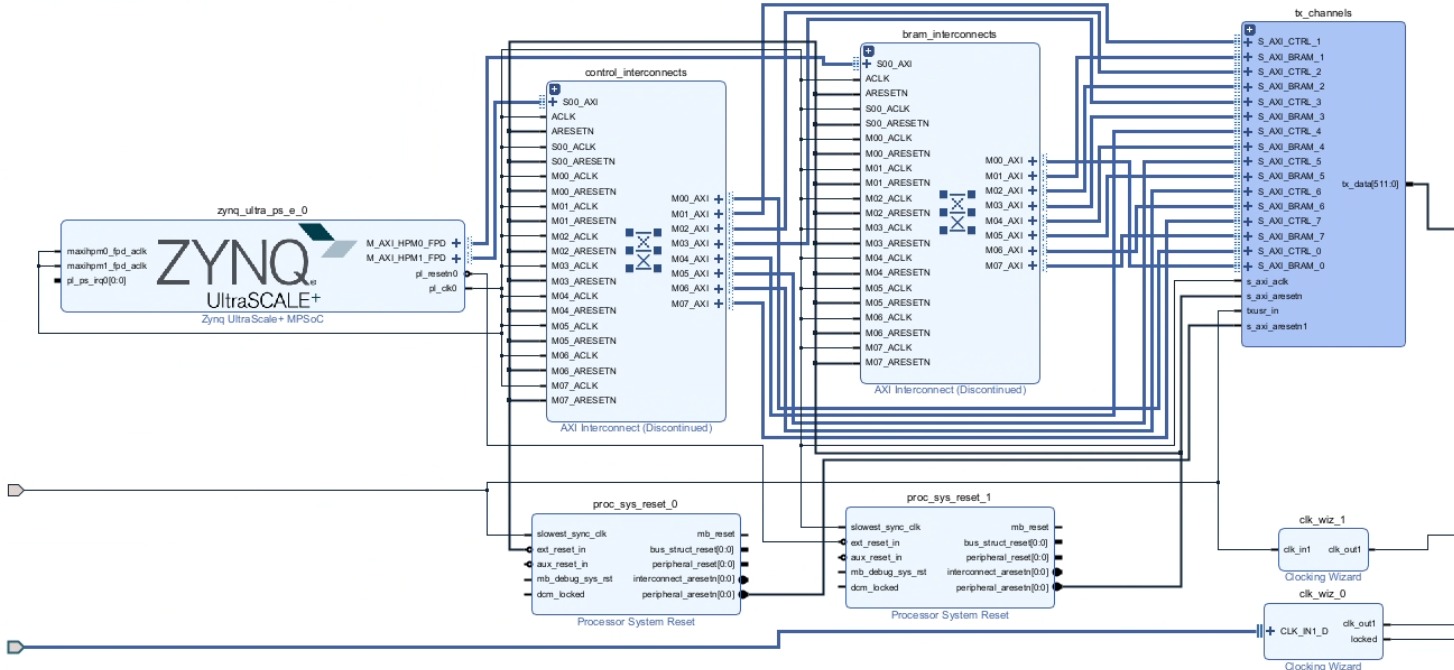 zynq_ultra_ps_e_0
maxihpm0_fpd_aclk
maxihpm1_fpd_aclk
pl_ps_irq0[0:0]
ZYNQ
UltraSCALE+
M_AXI_HPM0_FPD
M_AXI_HPM1_FPD
pl_resetn0
pl_clk0
Zynq UltraScale+ MPSoC
control_interconnects
S00_AXI
ACLK
ARESETN
S00_ACLK
S00_ARESETN
M00_ACLK
M00_ARESETN
M01_ACLK
M01_ARESETN
M02_ACLK
M02_ARESETN
M03_ACLK
M03_ARESETN
M04_ACLK
M04_ARESETN
M05_ACLK
M05_ARESETN
M06_ACLK
M06_ARESETN
M07_ACLK
M07_ARESETN
M00_AXI
M01_AXI
M02_AXI
M03_AXI
M04_AXI
M05_AXI
M06_AXI
M07_AXI
AXI Interconnect (Discontinued)
bram_interconnects
S00_AXI
ACLK
ARESETN
S00_ACLK
S00_ARESETN
M00_ACLK
M00_ARESETN
M01_ACLK
M01_ARESETN
M02_ACLK
M02_ARESETN
M03_ACLK
M03_ARESETN
M04_ACLK
M04_ARESETN
M05_ACLK
M05_ARESETN
M06_ACLK
M06_ARESETN
M07_ACLK
M07_ARESETN
M00_AXI
M01_AXI
M02_AXI
M03_AXI
M04_AXI
M05_AXI
M06_AXI
M07_AXI
AXI Interconnect (Discontinued)
tx_channels
S_AXI_CTRL_1
S_AXI_BRAM_1
S_AXI_CTRL_2
S_AXI_BRAM_2
S_AXI_CTRL_3
S_AXI_BRAM_3
S_AXI_CTRL_4
S_AXI_BRAM_4
S_AXI_CTRL_5
S_AXI_BRAM_5
S_AXI_CTRL_6
S_AXI_BRAM_6
S_AXI_CTRL_7
S_AXI_BRAM_7
S_AXI_CTRL_0
S_AXI_BRAM_0
s_axi_aclk
s_axi_aresetn
txusr_in
s_axi_aresetn1
tx_data[511:0]
proc_sys_reset_0
slowest_sync_clk
ext_reset_in
aux_reset_in
mb_debug_sys_rst
dcm_locked
mb_reset
bus_struct_reset[0:0]
peripheral_reset[0:0]
interconnect_aresetn[0:0]
peripheral_aresetn[0:0]
Processor System Reset
proc_sys_reset_1
slowest_sync_clk
ext_reset_in
aux_reset_in
mb_debug_sys_rst
dcm_locked
mb_reset
bus_struct_reset[0:0]
peripheral_reset[0:0]
interconnect_aresetn[0:0]
peripheral_aresetn[0:0]
Processor System Reset
clk_wiz_1
clk_in1
clk_out1
Clocking Wizard
clk_wiz_0
CLK_IN1_D
clk_out1
locked
Clocking Wizard